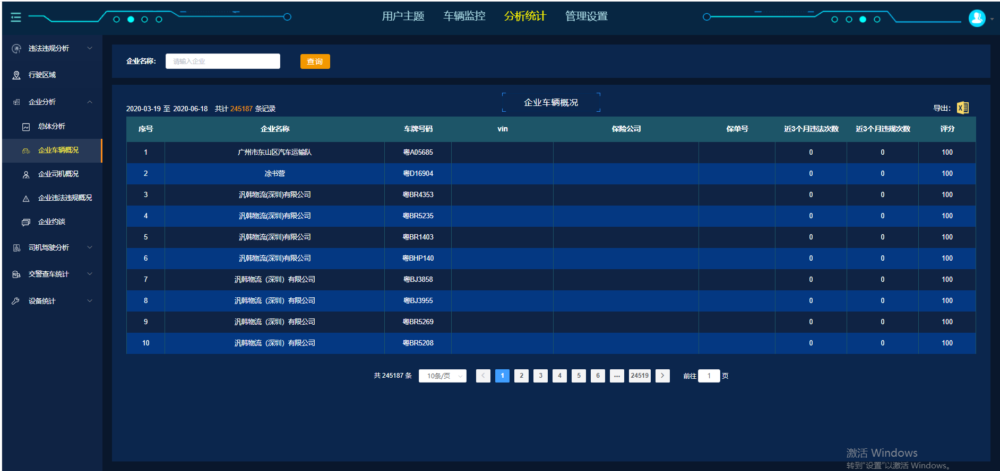 用户主题 车辆监控 分析统计 管理设置
违法违规分析
行驶区域
企业分析
总体分析
企业车辆概况
企业司机概况
企业违法违规概况
企业约谈
司机驾驶分析
交警查车统计
设备统计
企业名称： 请输入企业 查询
企业车辆概况
2020-03-19 至 2020-06-18 共计 245187 条记录
导出：
序号 企业名称 车牌号码 vin 保险公司 保单号 近3个月违法次数 近3个月违规次数 评分
1 广州市东山区汽车运输队 粤A05685 0 0 100
2 凃书营 粤D16904 0 0 100
3 汎韩物流(深圳)有限公司 粤BR4353 0 0 100
4 汎韩物流(深圳)有限公司 粤BR5235 0 0 100
5 汎韩物流(深圳)有限公司 粤BR1403 0 0 100
6 汎韩物流(深圳)有限公司 粤BHP140 0 0 100
7 汎韩物流（深圳）有限公司 粤BJ3858 0 0 100
8 汎韩物流（深圳）有限公司 粤BJ3955 0 0 100
9 汎韩物流（深圳）有限公司 粤BR5269 0 0 100
10 汎韩物流（深圳）有限公司 粤BR5208 0 0 100
共 245187 条 10条/页 1 2 3 4 5 6 ··· 24519 前往 1 页
激活 Windows
转到“设置”以激活 Windows。